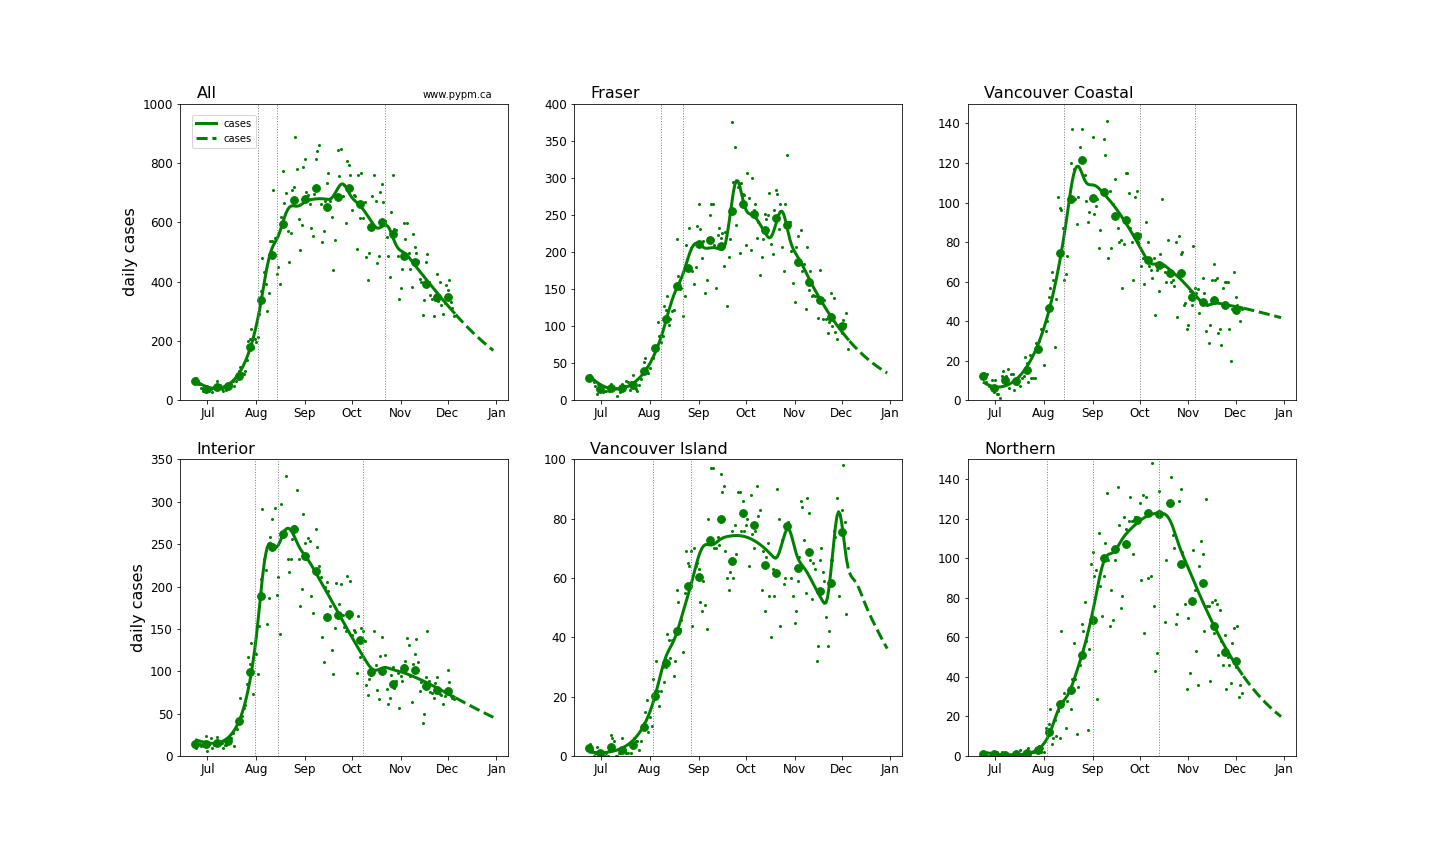 All
www.pypm.ca
Fraser
Vancouver Coastal
daily cases
1000
800
600
400
200
0
cases
cases
Jul Aug Sep Oct Nov Dec Jan
400
350
300
250
200
150
100
50
0
Jul Aug Sep Oct Nov Dec Jan
140
120
100
80
60
40
20
0
Jul Aug Sep Oct Nov Dec Jan
Interior
Vancouver Island
Northern
daily cases
350
300
250
200
150
100
50
0
Jul Aug Sep Oct Nov Dec Jan
100
80
60
40
20
0
Jul Aug Sep Oct Nov Dec Jan
140
120
100
80
60
40
20
0
Jul Aug Sep Oct Nov Dec Jan